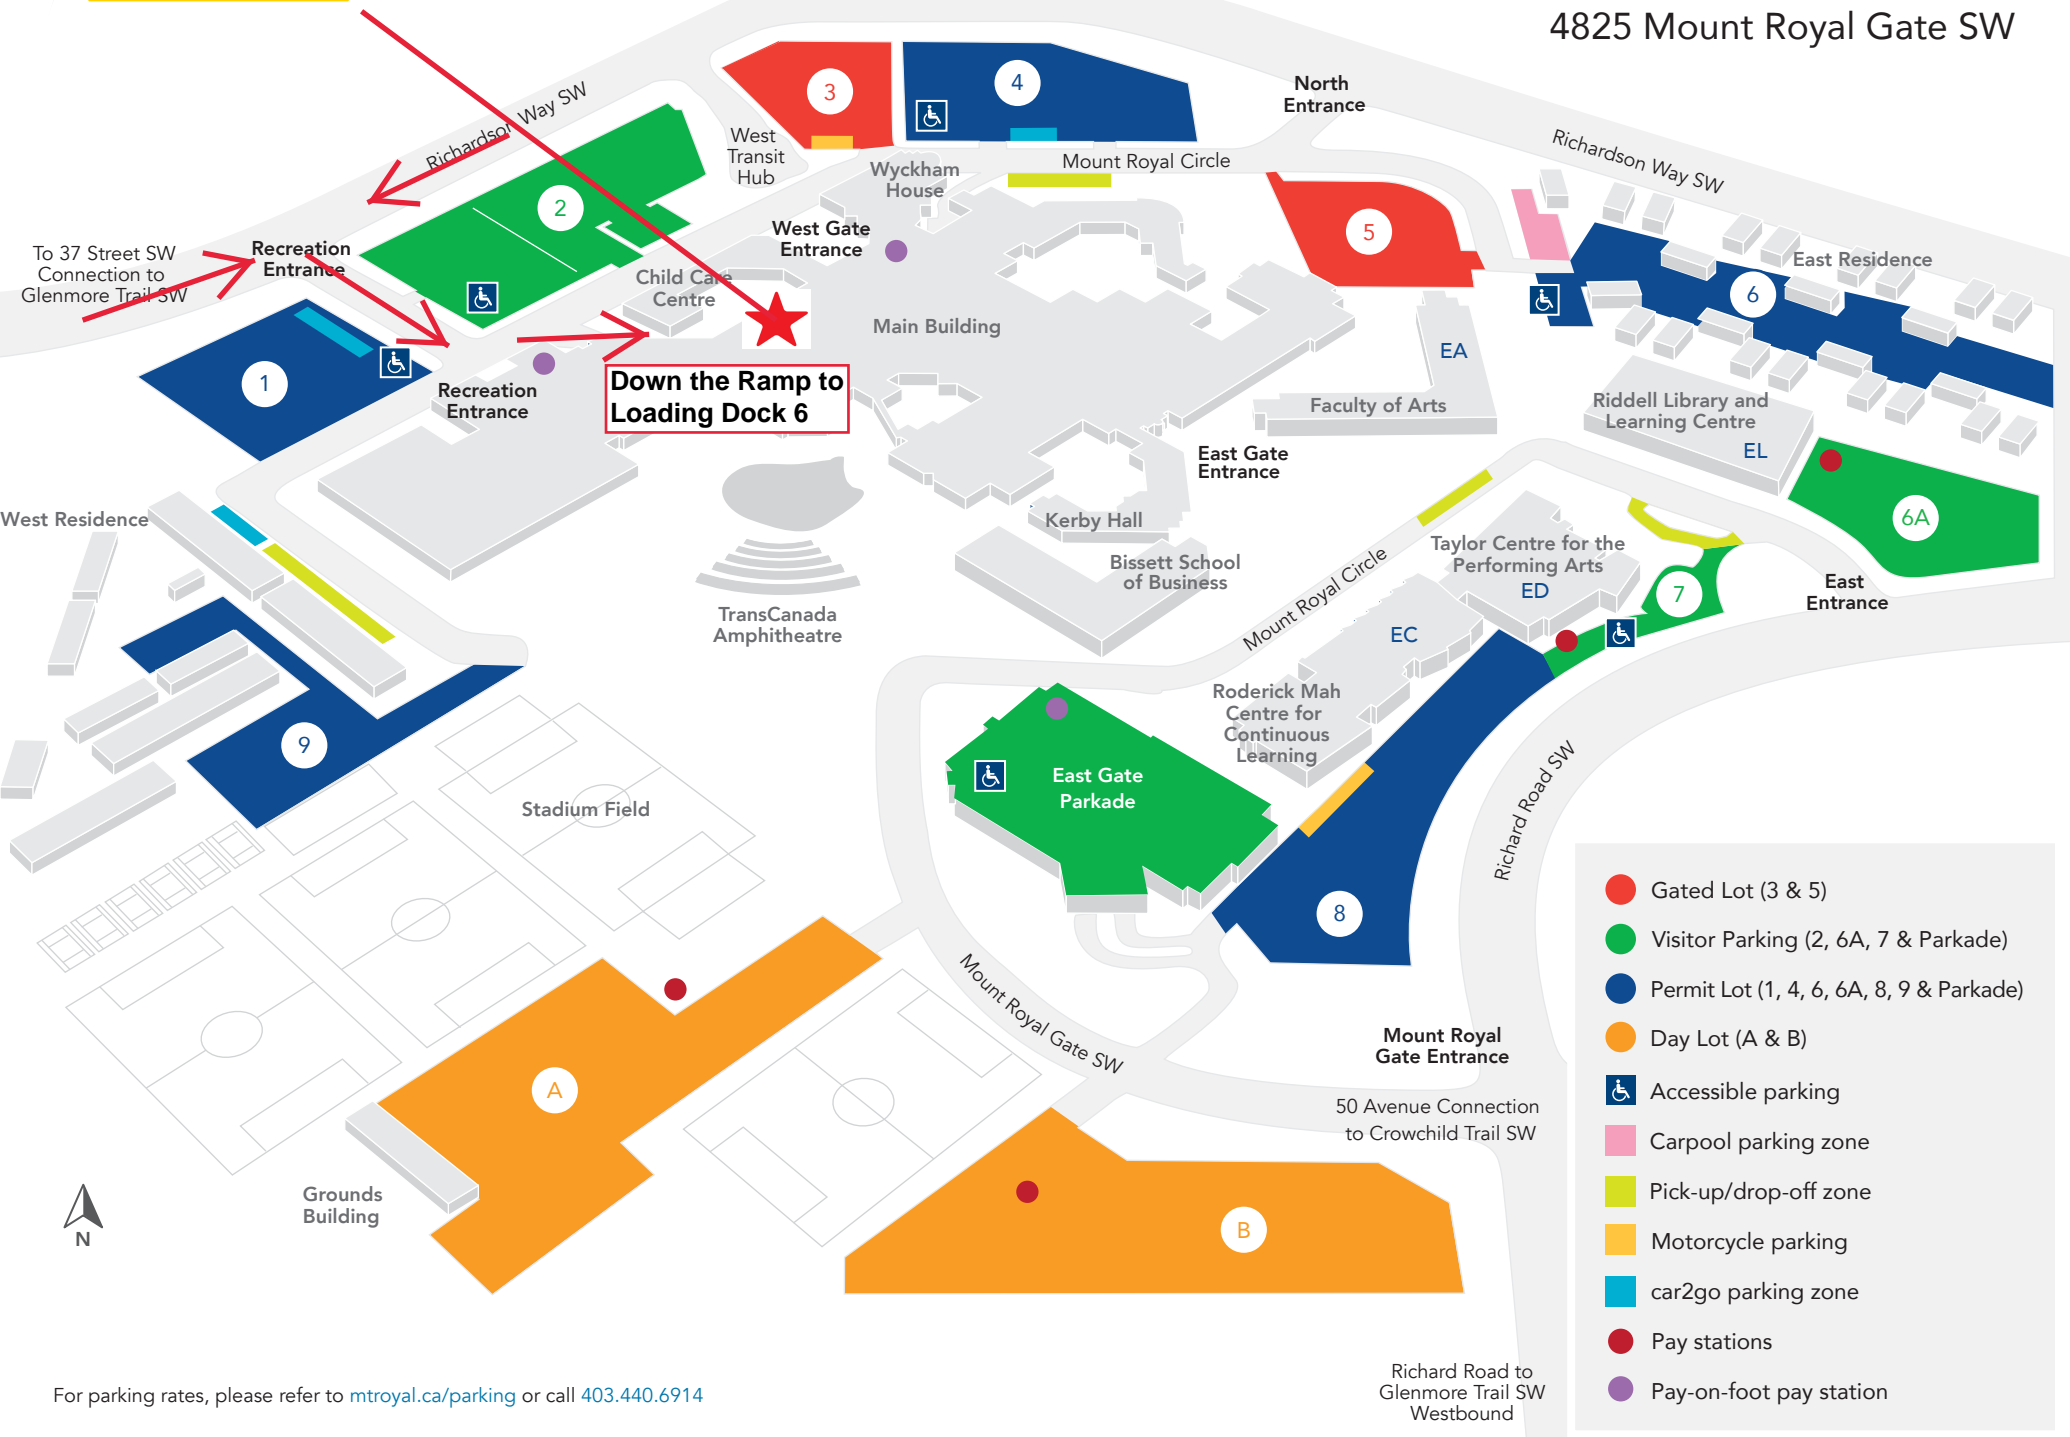 4825 Mount Royal Gate SW
3
4
North
Entrance
Richardson Way SW
West
Transit
Hub
Mount Royal Circle
Richardson Way SW
Wyckham
House
2
5
West Gate
Entrance
To 37 Street SW
Connection to
Glenmore Trail SW
Recreation
Entrance
Child Care
Centre
East Residence
6
Main Building
EA
1
Down the Ramp to
Loading Dock 6
Recreation
Entrance
Faculty of Arts
Riddell Library and
Learning Centre
EL
East Gate
Entrance
West Residence
Kerby Hall
6A
Taylor Centre for the
Performing Arts
ED
Bissett School
of Business
Mount Royal Circle
7
East
Entrance
TransCanada
Amphitheatre
EC
Roderick Mah
Centre for
Continuous
Learning
9
East Gate
Parkade
Stadium Field
Richard Road SW
8
Mount Royal Gate SW
Mount Royal
Gate Entrance
A
50 Avenue Connection
to Crowchild Trail SW
Grounds
Building
N
B
Gated Lot (3 & 5)
Visitor Parking (2, 6A, 7 & Parkade)
Permit Lot (1, 4, 6, 6A, 8, 9 & Parkade)
Day Lot (A & B)
Accessible parking
Carpool parking zone
Pick-up/drop-off zone
Motorcycle parking
car2go parking zone
Pay stations
Pay-on-foot pay station
Richard Road to
Glenmore Trail SW
Westbound
For parking rates, please refer to mtroyal.ca/parking or call 403.440.6914